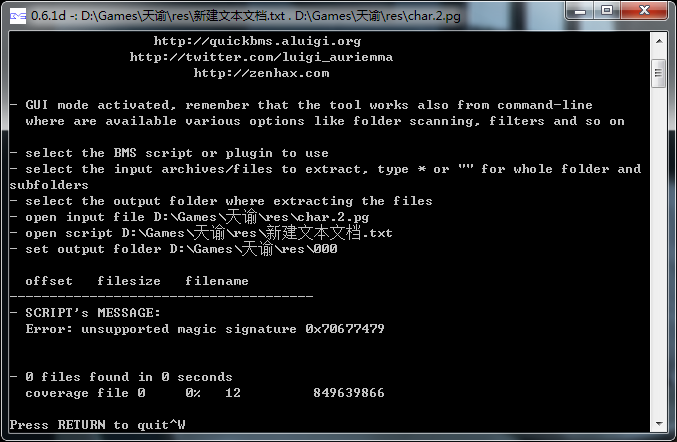 0.6.1d -: D:\Games\天谕\res\新建文本文档.txt . D:\Games\天谕\res\char.2.pg
http://quickbms.aluigi.org
http://twitter.com/luigi_auriemma
http://zenhax.com
- GUI mode activated, remember that the tool works also from command-line
where are available various options like folder scanning, filters and so on
- select the BMS script or plugin to use
- select the input archives/files to extract, type * or "" for whole folder and
subfolders
- select the output folder where extracting the files
- open input file D:\Games\天谕\res\char.2.pg
- open script D:\Games\天谕\res\新建文本文档.txt
- set output folder D:\Games\天谕\res\000
offset   filesize   filename
--------------------------------------
- SCRIPT's MESSAGE:
Error: unsupported magic signature 0x70677479
- 0 files found in 0 seconds
coverage file 0     0%   12         849639866
Press RETURN to quit^W